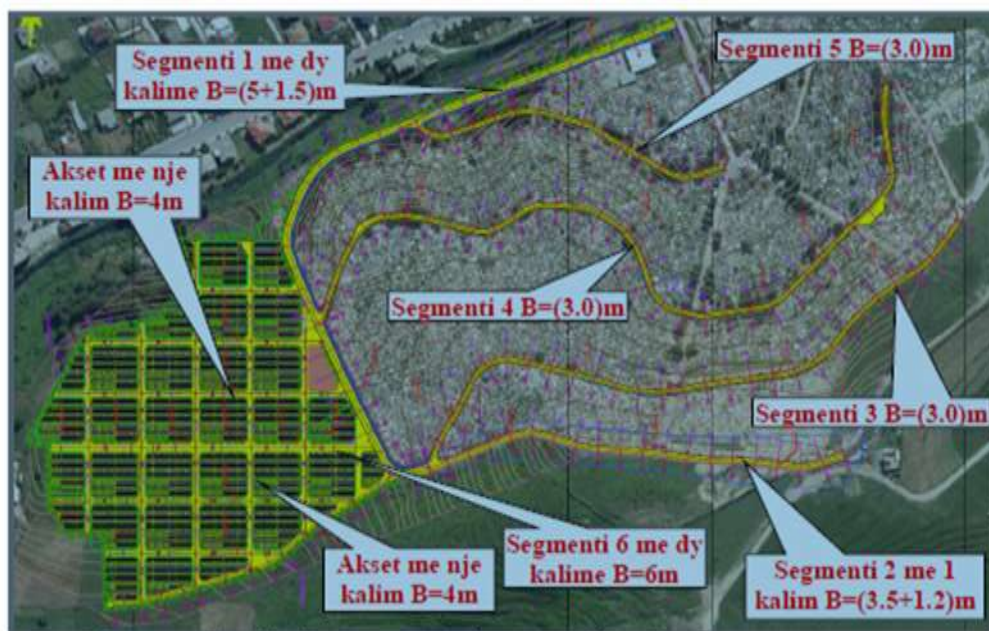 Segmenti 1 me dy
kalime B=(5+1.5)m
Segmenti 5 B=(3.0)m
Akset me nje
kalim B=4m
Segmenti 4 B=(3.0)m
Segmenti 3 B=(3.0)m
Segmenti 6 me dy
kalime B=6m
Akset me nje
kalim B=4m
Segmenti 2 me 1
kalim B=(3.5+1.2)m